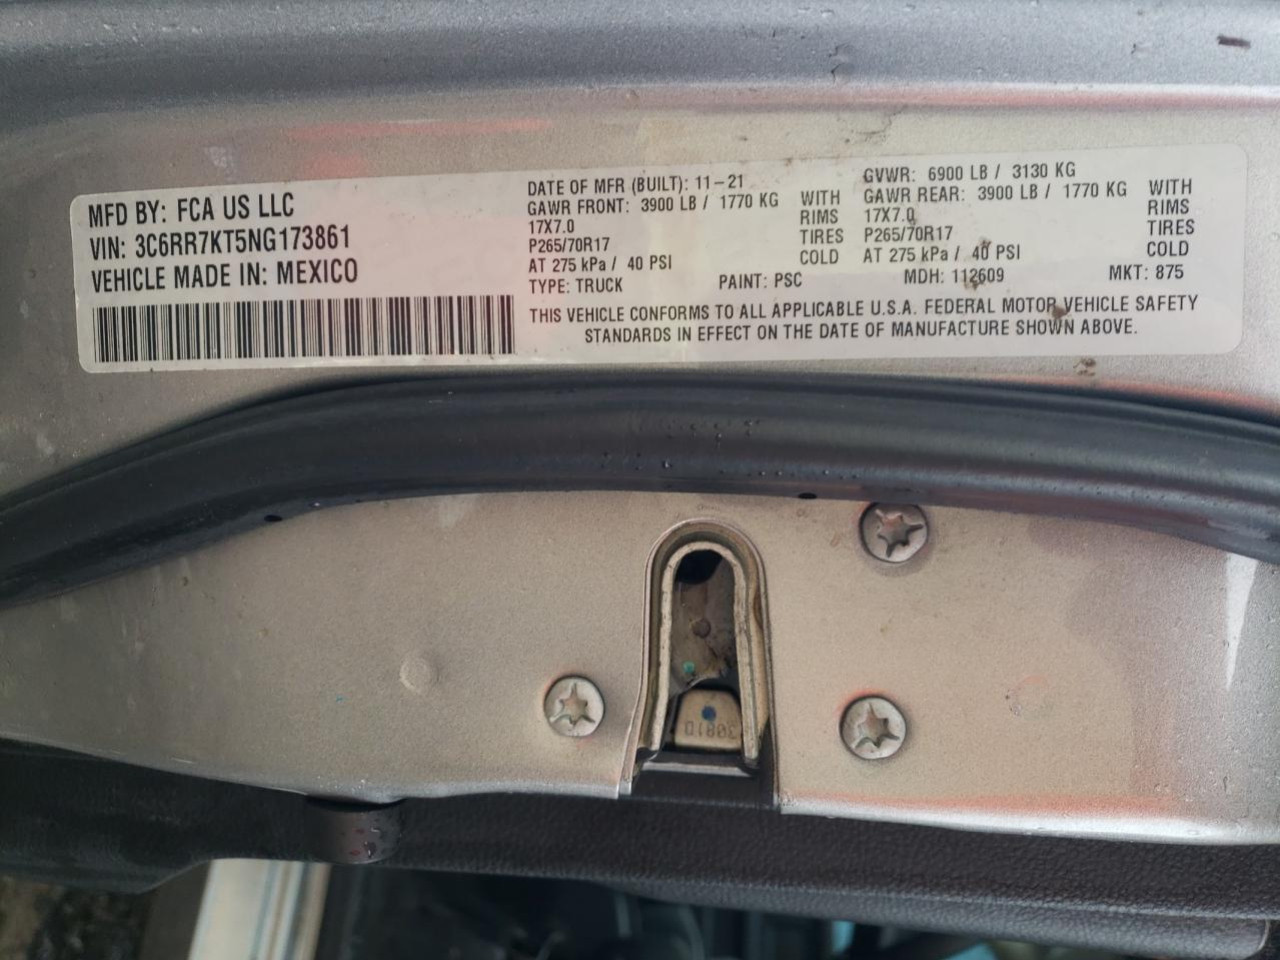 MFD BY: FCA US LLC
VIN: 3C6RR7KT5NG173861
VEHICLE MADE IN: MEXICO
DATE OF MFR (BUILT): 11-21
GAWR FRONT: 3900 LB / 1770 KG WITH
17X7.0 RIMS
P265/70R17 TIRES
AT 275 kPa / 40 PSI COLD
TYPE: TRUCK PAINT: PSC
GVWR: 6900 LB / 3130 KG
GAWR REAR: 3900 LB / 1770 KG WITH
17X7.0 RIMS
P265/70R17 TIRES
AT 275 kPa / 40 PSI COLD
MDH: 112609 MKT: 875
THIS VEHICLE CONFORMS TO ALL APPLICABLE U.S.A. FEDERAL MOTOR VEHICLE SAFETY
STANDARDS IN EFFECT ON THE DATE OF MANUFACTURE SHOWN ABOVE.